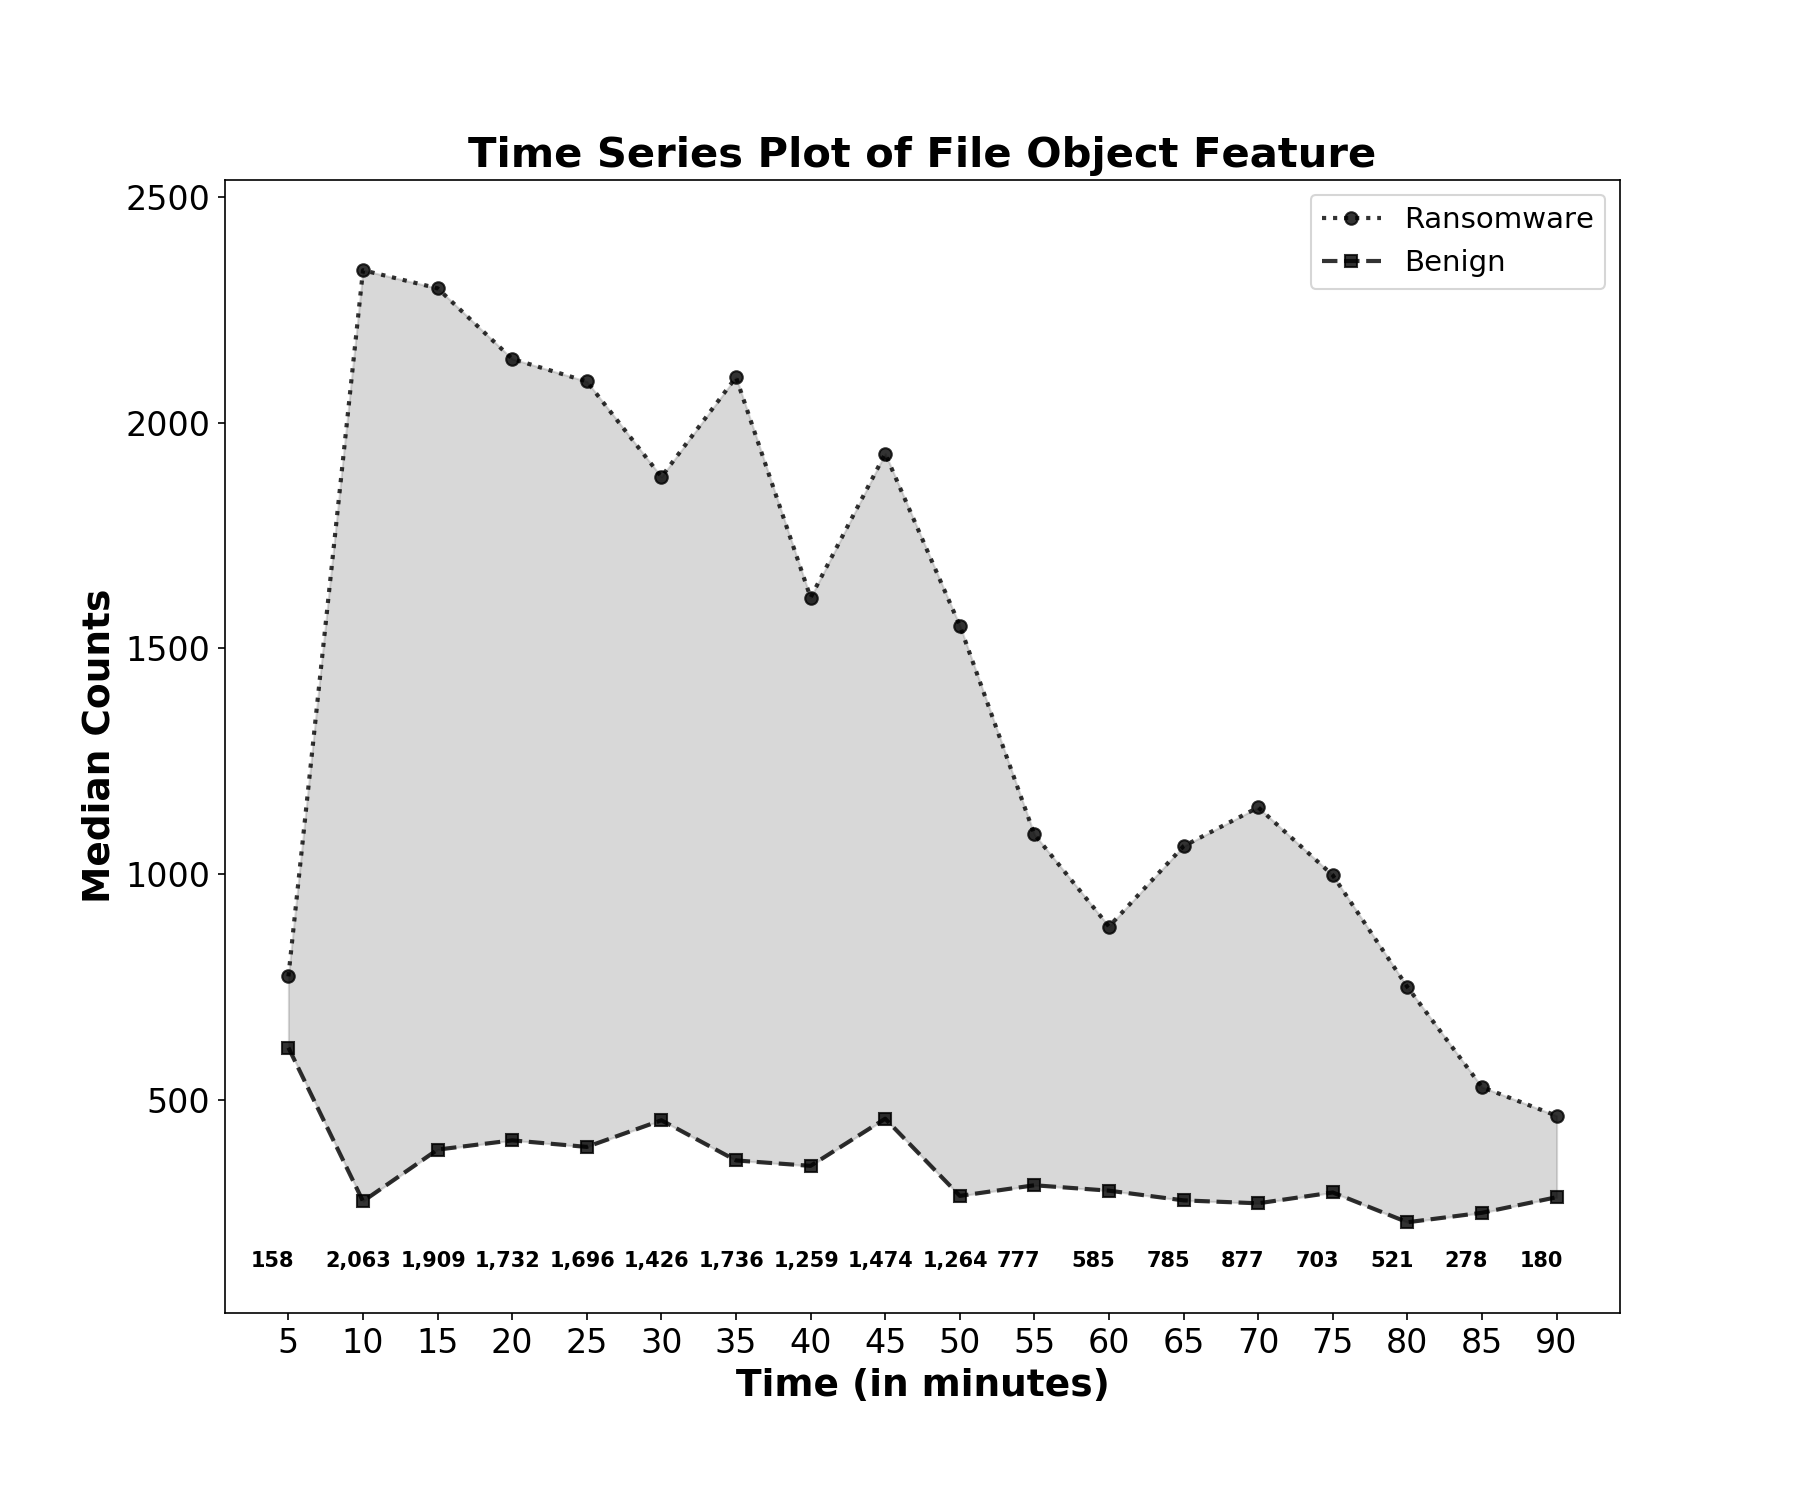 Time Series Plot of File Object Feature
2500
2000
1500
1000
500
Median Counts
Ransomware
Benign
158 2,063 1,909 1,732 1,696 1,426 1,736 1,259 1,474 1,264 777 585 785 877 703 521 278 180
5 10 15 20 25 30 35 40 45 50 55 60 65 70 75 80 85 90
Time (in minutes)